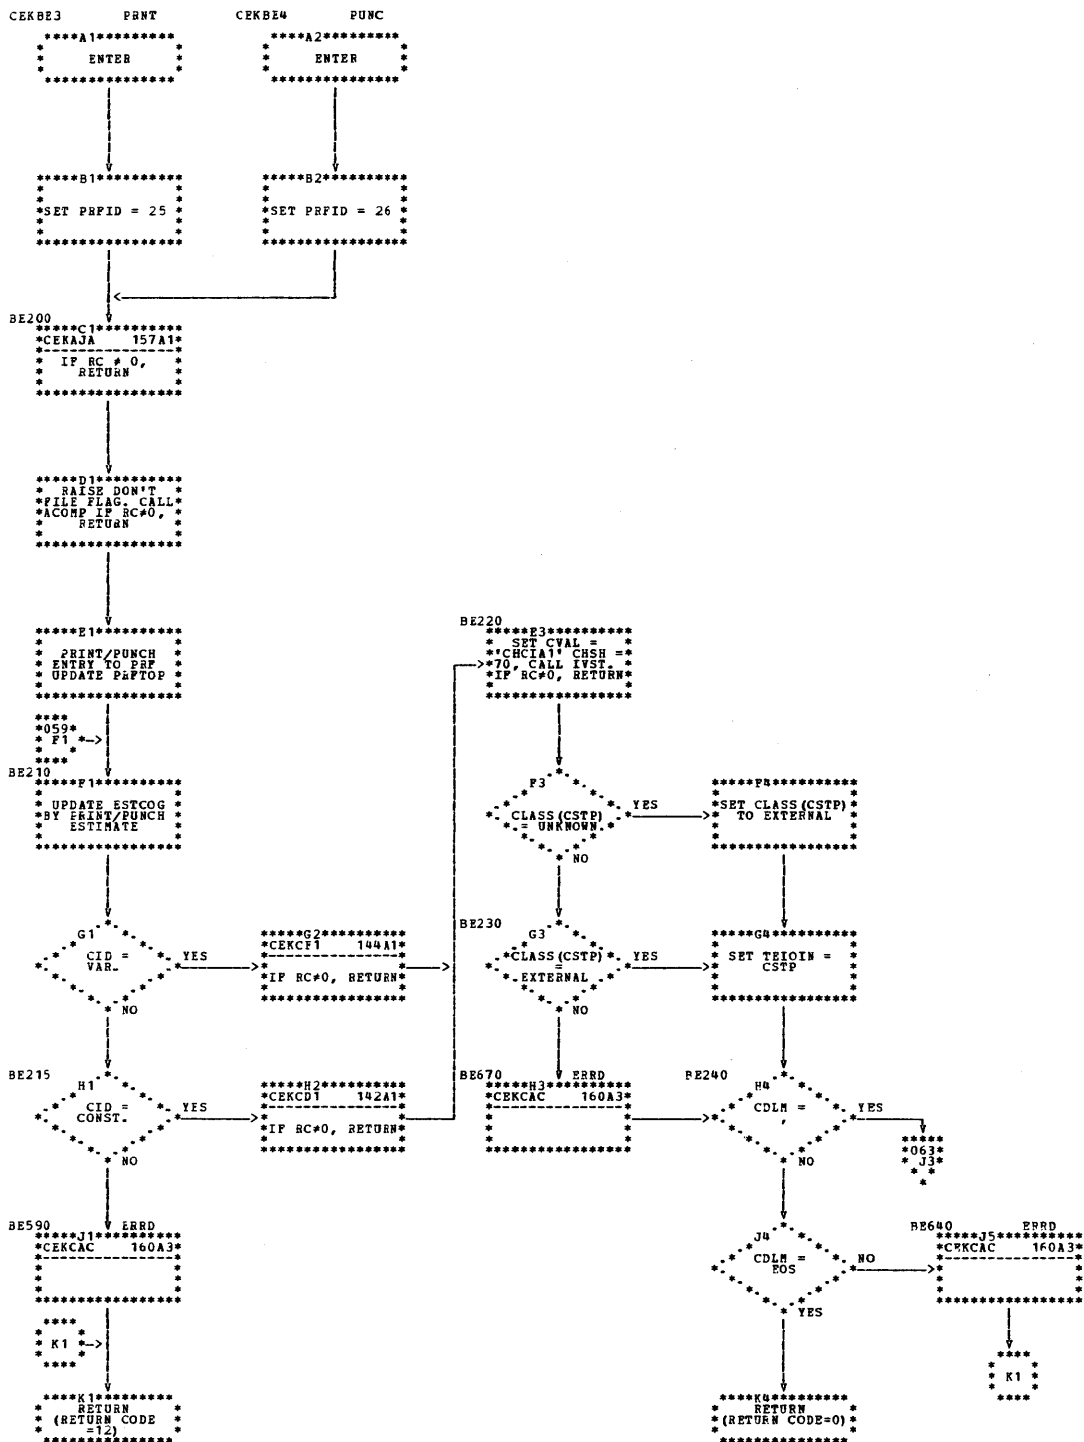 CEKBE3 PRNT
CEKBE4 PUNC
A1
ENTER
A2
ENTER
B1
SET PRFID = 25
B2
SET PRFID = 26
BE200
C1
CEKAJA 157A1
IF RC ≠ 0,
RETURN
D1
RAISE DON'T
FILE FLAG. CALL
ACOMP IF RC≠0,
RETURN
E1
PRINT/PUNCH
ENTRY TO PRF
UPDATE PRFTOP
059
F1
BE210
F1
UPDATE ESTCOG
BY PRINT/PUNCH
ESTIMATE
G1
CID =
VAR.
YES
NO
G2
CEKCF1 144A1
IF RC≠0, RETURN
BE215
H1
CID =
CONST.
YES
NO
H2
CEKCD1 142A1
IF RC≠0, RETURN
BE590 ERRD
J1
CEKCAC 160A3
K1
K1
RETURN
(RETURN CODE
=12)
BE220
E3
SET CVAL =
'CHCIA1' CHSH =
70, CALL IVST.
IF RC≠0, RETURN
F3
CLASS(CSTP)
= UNKNOWN.
YES
NO
F4
SET CLASS(CSTP)
TO EXTERNAL
BE230
G3
CLASS(CSTP)
=
EXTERNAL
YES
NO
G4
SET TEIOIN =
CSTP
BE670 ERRD
H3
CEKCAC 160A3
BE240
H4
CDLM =
,
YES
NO
063
J3
J4
CDLM =
EOS
NO
YES
BE640 ERRD
J5
CEKCAC 160A3
K1
K4
RETURN
(RETURN CODE=0)